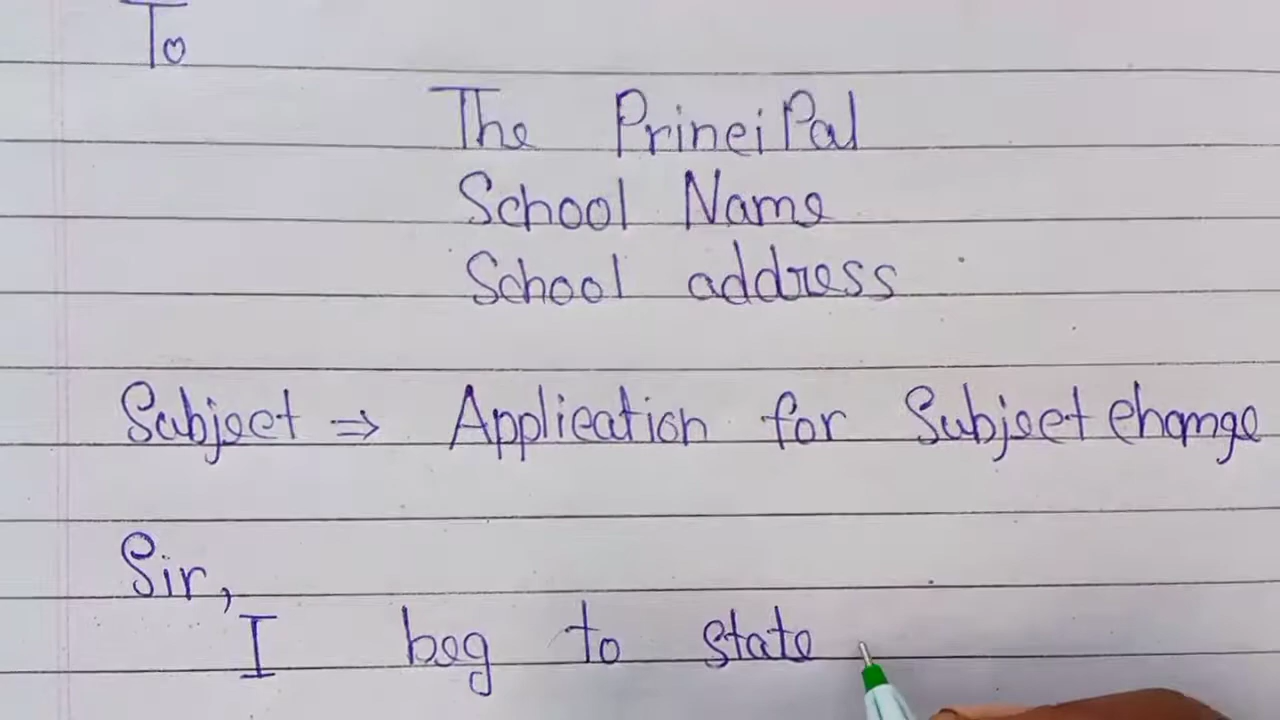 To
The Principal
School Name
School address
Subject ⇒ Application for Subject change
Sir,
I beg to state